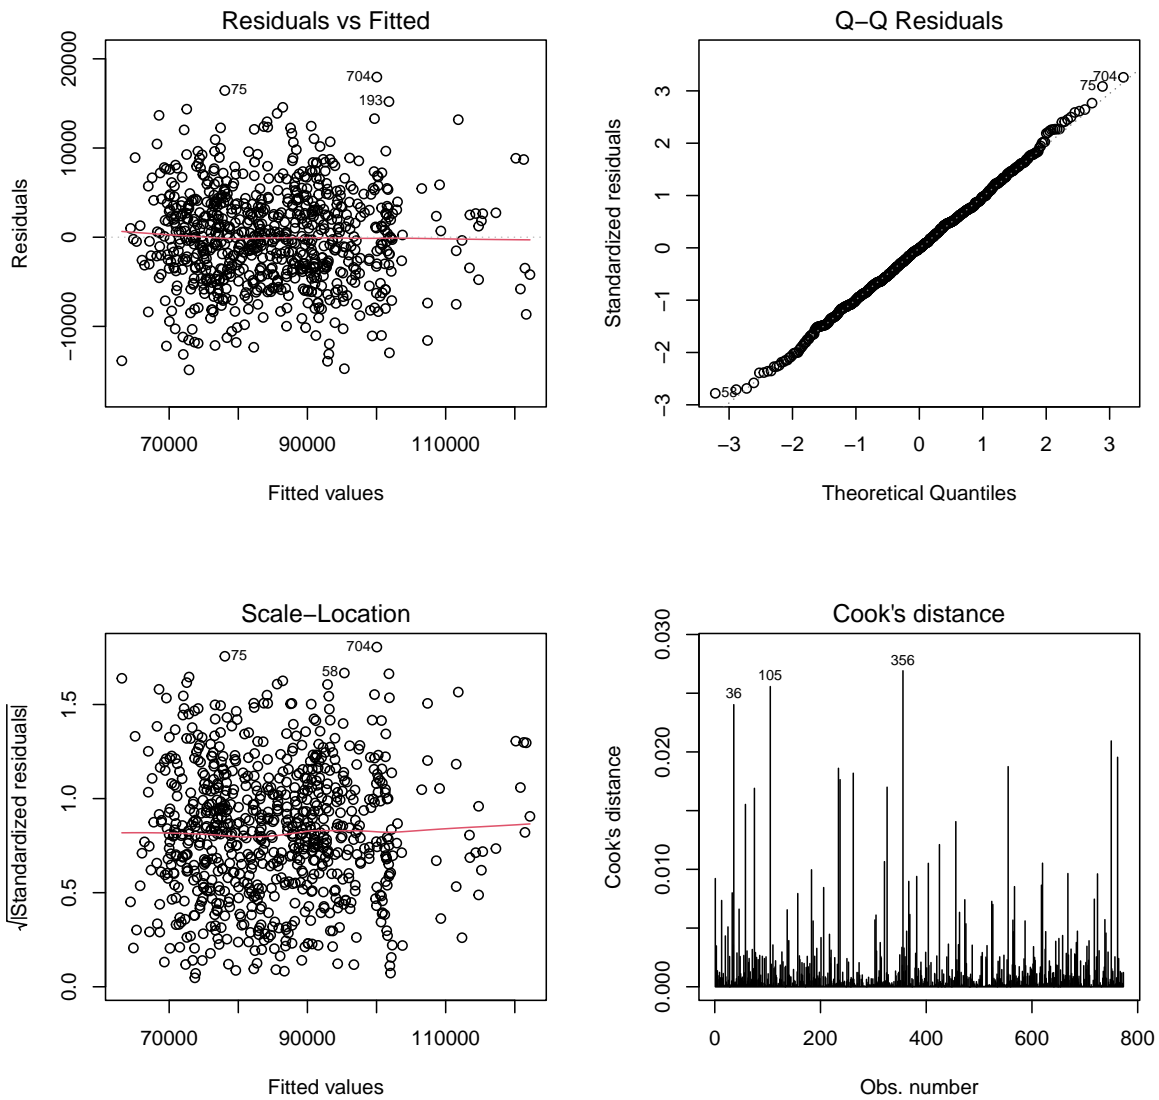 Residuals vs Fitted
Residuals
20000
10000
0
−10000
75
704
193
70000 90000 110000
Fitted values
Q−Q Residuals
Standardized residuals
3
2
1
0
−1
−2
−3
704
75
58
−3 −2 −1 0 1 2 3
Theoretical Quantiles
Scale−Location
√|Standardized residuals|
1.5
1.0
0.5
0.0
75
704
58
70000 90000 110000
Fitted values
Cook's distance
Cook's distance
0.030
0.020
0.010
0.000
36
105
356
0 200 400 600 800
Obs. number